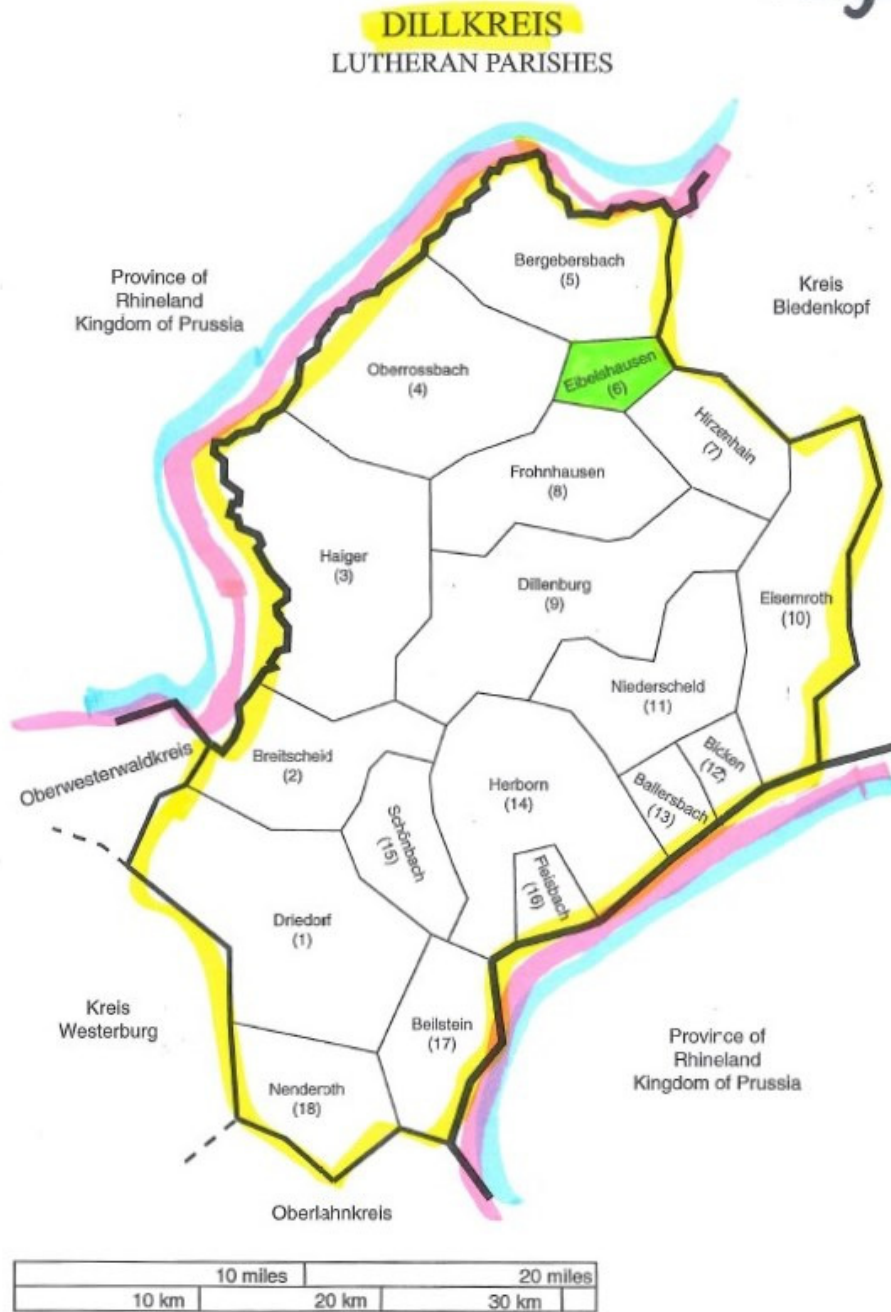 DILLKREIS
LUTHERAN PARISHES
Province of
Rhineland
Kingdom of Prussia
Bergebersbach
(5)
Kreis
Biedenkopf
Oberrossbach
(4)
Eibelshausen
(6)
Hirzenhain
(7)
Frohnhausen
(8)
Haiger
(3)
Dillenburg
(9)
Eisemroth
(10)
Niederscheld
(11)
Oberwesterwaldkreis
Breitscheid
(2)
Bicken
(12)
Herborn
(14)
Ballersbach
(13)
Schönbach
(15)
Fleisbach
(16)
Driedorf
(1)
Kreis
Westerburg
Beilstein
(17)
Province of
Rhineland
Kingdom of Prussia
Nenderoth
(18)
Oberlahnkreis
10 miles 20 miles
10 km 20 km 30 km